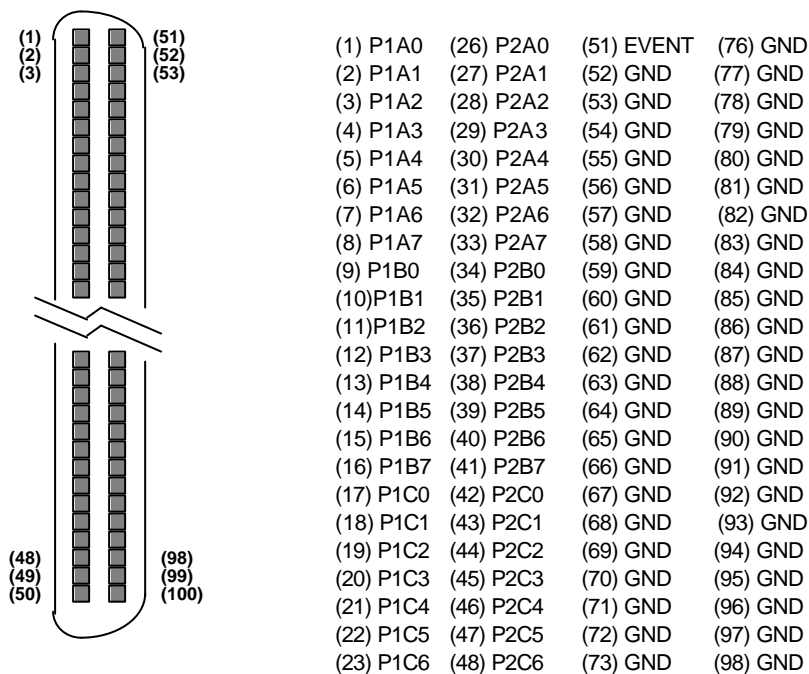 (1) (51)
(2) (52)
(3) (53)
(48) (98)
(49) (99)
(50) (100)
(1) P1A0 (26) P2A0 (51) EVENT (76) GND
(2) P1A1 (27) P2A1 (52) GND (77) GND
(3) P1A2 (28) P2A2 (53) GND (78) GND
(4) P1A3 (29) P2A3 (54) GND (79) GND
(5) P1A4 (30) P2A4 (55) GND (80) GND
(6) P1A5 (31) P2A5 (56) GND (81) GND
(7) P1A6 (32) P2A6 (57) GND (82) GND
(8) P1A7 (33) P2A7 (58) GND (83) GND
(9) P1B0 (34) P2B0 (59) GND (84) GND
(10)P1B1 (35) P2B1 (60) GND (85) GND
(11)P1B2 (36) P2B2 (61) GND (86) GND
(12) P1B3 (37) P2B3 (62) GND (87) GND
(13) P1B4 (38) P2B4 (63) GND (88) GND
(14) P1B5 (39) P2B5 (64) GND (89) GND
(15) P1B6 (40) P2B6 (65) GND (90) GND
(16) P1B7 (41) P2B7 (66) GND (91) GND
(17) P1C0 (42) P2C0 (67) GND (92) GND
(18) P1C1 (43) P2C1 (68) GND (93) GND
(19) P1C2 (44) P2C2 (69) GND (94) GND
(20) P1C3 (45) P2C3 (70) GND (95) GND
(21) P1C4 (46) P2C4 (71) GND (96) GND
(22) P1C5 (47) P2C5 (72) GND (97) GND
(23) P1C6 (48) P2C6 (73) GND (98) GND